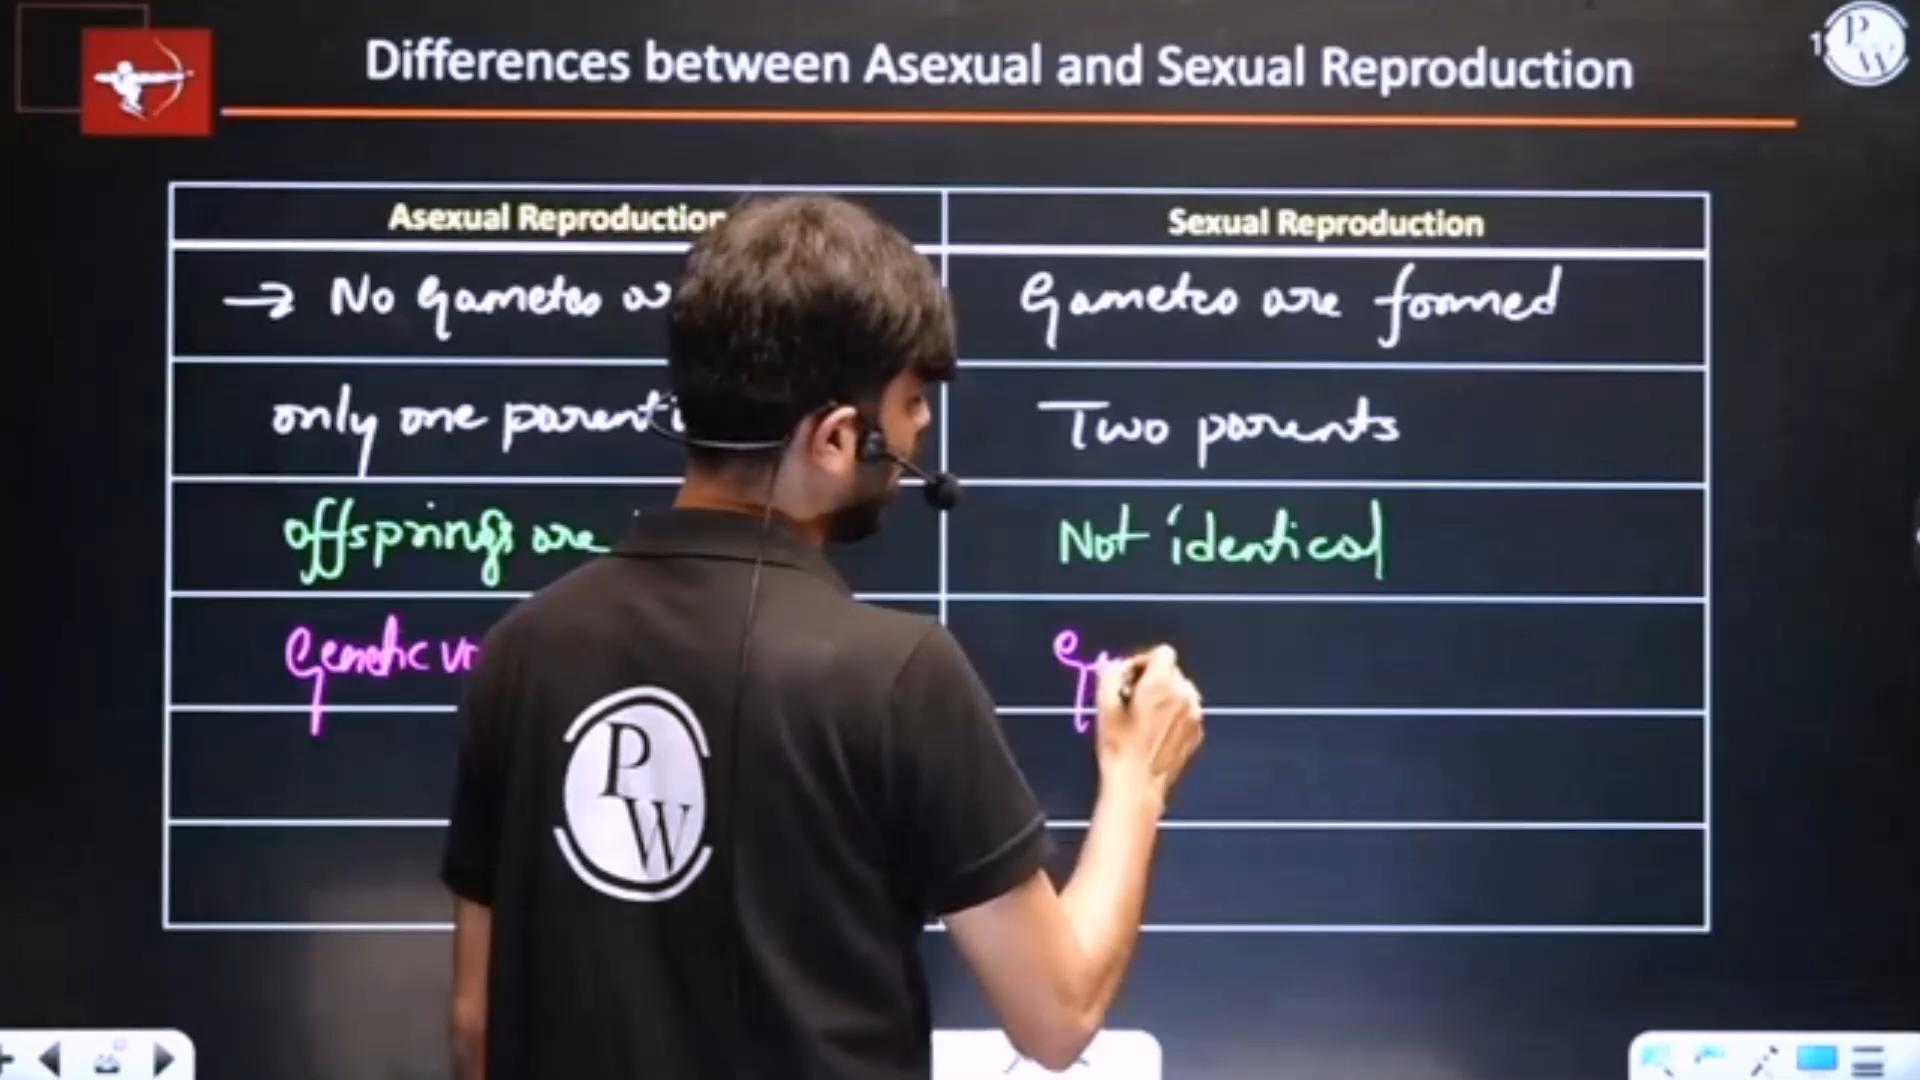 Differences between Asexual and Sexual Reproduction
P
W
Asexual Reproduction
Sexual Reproduction
→ No Gametes
Gametes are formed
only one parent
Two parents
offsprings are
Not identical
Genetic
P
W